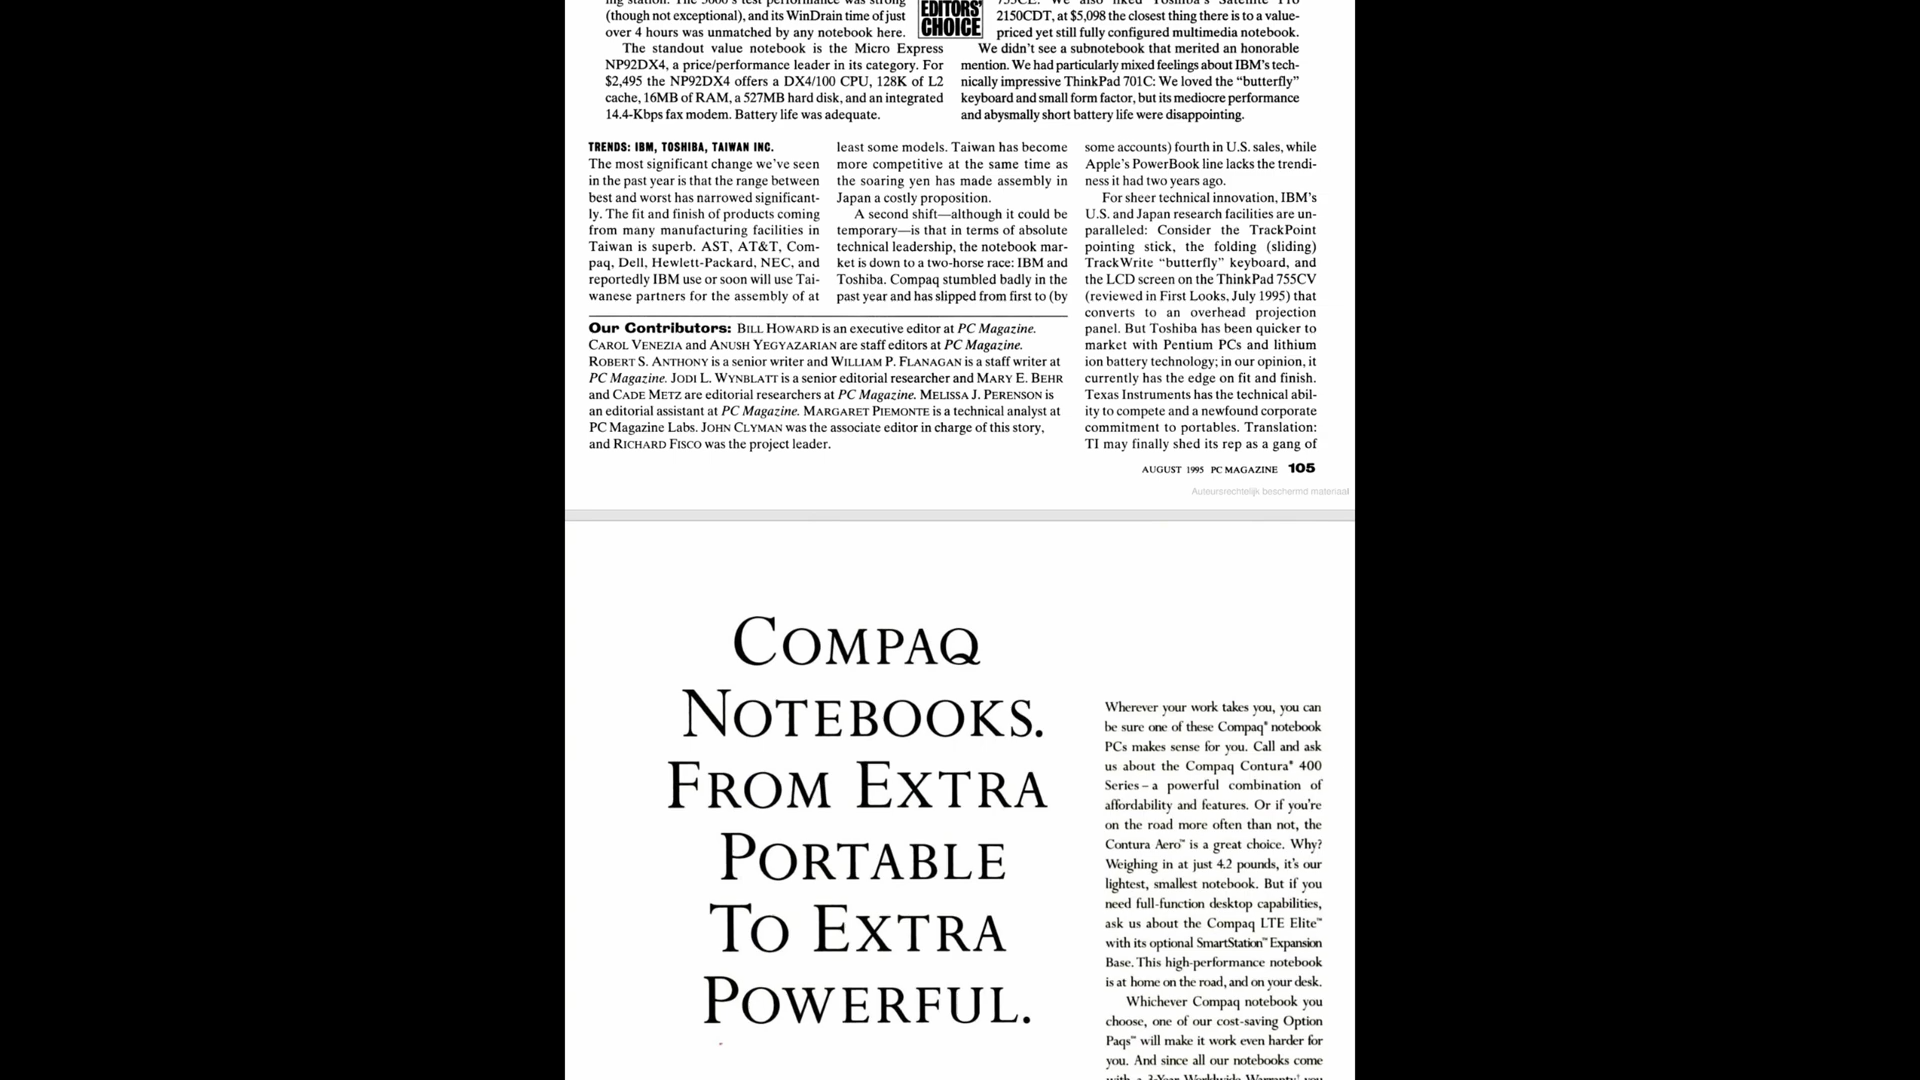 ing station. The 5000's test performance was strong
(though not exceptional), and its WinDrain time of just
over 4 hours was unmatched by any notebook here.
The standout value notebook is the Micro Express
NP92DX4, a price/performance leader in its category. For
$2,495 the NP92DX4 offers a DX4/100 CPU, 128K of L2
cache, 16MB of RAM, a 527MB hard disk, and an integrated
14.4-Kbps fax modem. Battery life was adequate.
EDITORS'
CHOICE
755CE. We also liked Toshiba's Satellite Pro
2150CDT, at $5,098 the closest thing there is to a value-
priced yet still fully configured multimedia notebook.
We didn't see a subnotebook that merited an honorable
mention. We had particularly mixed feelings about IBM's tech-
nically impressive ThinkPad 701C: We loved the “butterfly”
keyboard and small form factor, but its mediocre performance
and abysmally short battery life were disappointing.
TRENDS: IBM, TOSHIBA, TAIWAN INC.
The most significant change we've seen
in the past year is that the range between
best and worst has narrowed significant-
ly. The fit and finish of products coming
from many manufacturing facilities in
Taiwan is superb. AST, AT&T, Com-
paq, Dell, Hewlett-Packard, NEC, and
reportedly IBM use or soon will use Tai-
wanese partners for the assembly of at
least some models. Taiwan has become
more competitive at the same time as
the soaring yen has made assembly in
Japan a costly proposition.
A second shift—although it could be
temporary—is that in terms of absolute
technical leadership, the notebook mar-
ket is down to a two-horse race: IBM and
Toshiba. Compaq stumbled badly in the
past year and has slipped from first to (by
some accounts) fourth in U.S. sales, while
Apple's PowerBook line lacks the trendi-
ness it had two years ago.
For sheer technical innovation, IBM's
U.S. and Japan research facilities are un-
paralleled: Consider the TrackPoint
pointing stick, the folding (sliding)
TrackWrite “butterfly” keyboard, and
the LCD screen on the ThinkPad 755CV
(reviewed in First Looks, July 1995) that
converts to an overhead projection
panel. But Toshiba has been quicker to
market with Pentium PCs and lithium
ion battery technology; in our opinion, it
currently has the edge on fit and finish.
Texas Instruments has the technical abil-
ity to compete and a newfound corporate
commitment to portables. Translation:
TI may finally shed its rep as a gang of
Our Contributors: BILL HOWARD is an executive editor at PC Magazine.
CAROL VENEZIA and ANUSH YEGYAZARIAN are staff editors at PC Magazine.
ROBERT S. ANTHONY is a senior writer and WILLIAM P. FLANAGAN is a staff writer at
PC Magazine. JODI L. WYNBLATT is a senior editorial researcher and MARY E. BEHR
and CADE METZ are editorial researchers at PC Magazine. MELISSA J. PERENSON is
an editorial assistant at PC Magazine. MARGARET PIEMONTE is a technical analyst at
PC Magazine Labs. JOHN CLYMAN was the associate editor in charge of this story,
and RICHARD FISCO was the project leader.
AUGUST 1995 PC MAGAZINE 105
Auteursrechtelijk beschermd materiaal
COMPAQ
NOTEBOOKS.
FROM EXTRA
PORTABLE
TO EXTRA
POWERFUL.
Wherever your work takes you, you can
be sure one of these Compaq® notebook
PCs makes sense for you. Call and ask
us about the Compaq Contura® 400
Series – a powerful combination of
affordability and features. Or if you're
on the road more often than not, the
Contura Aero™ is a great choice. Why?
Weighing in at just 4.2 pounds, it's our
lightest, smallest notebook. But if you
need full-function desktop capabilities,
ask us about the Compaq LTE Elite™
with its optional SmartStation™ Expansion
Base. This high-performance notebook
is at home on the road, and on your desk.
Whichever Compaq notebook you
choose, one of our cost-saving Option
Paqs™ will make it work even harder for
you. And since all our notebooks come
with a 3-Year Worldwide Warranty† you